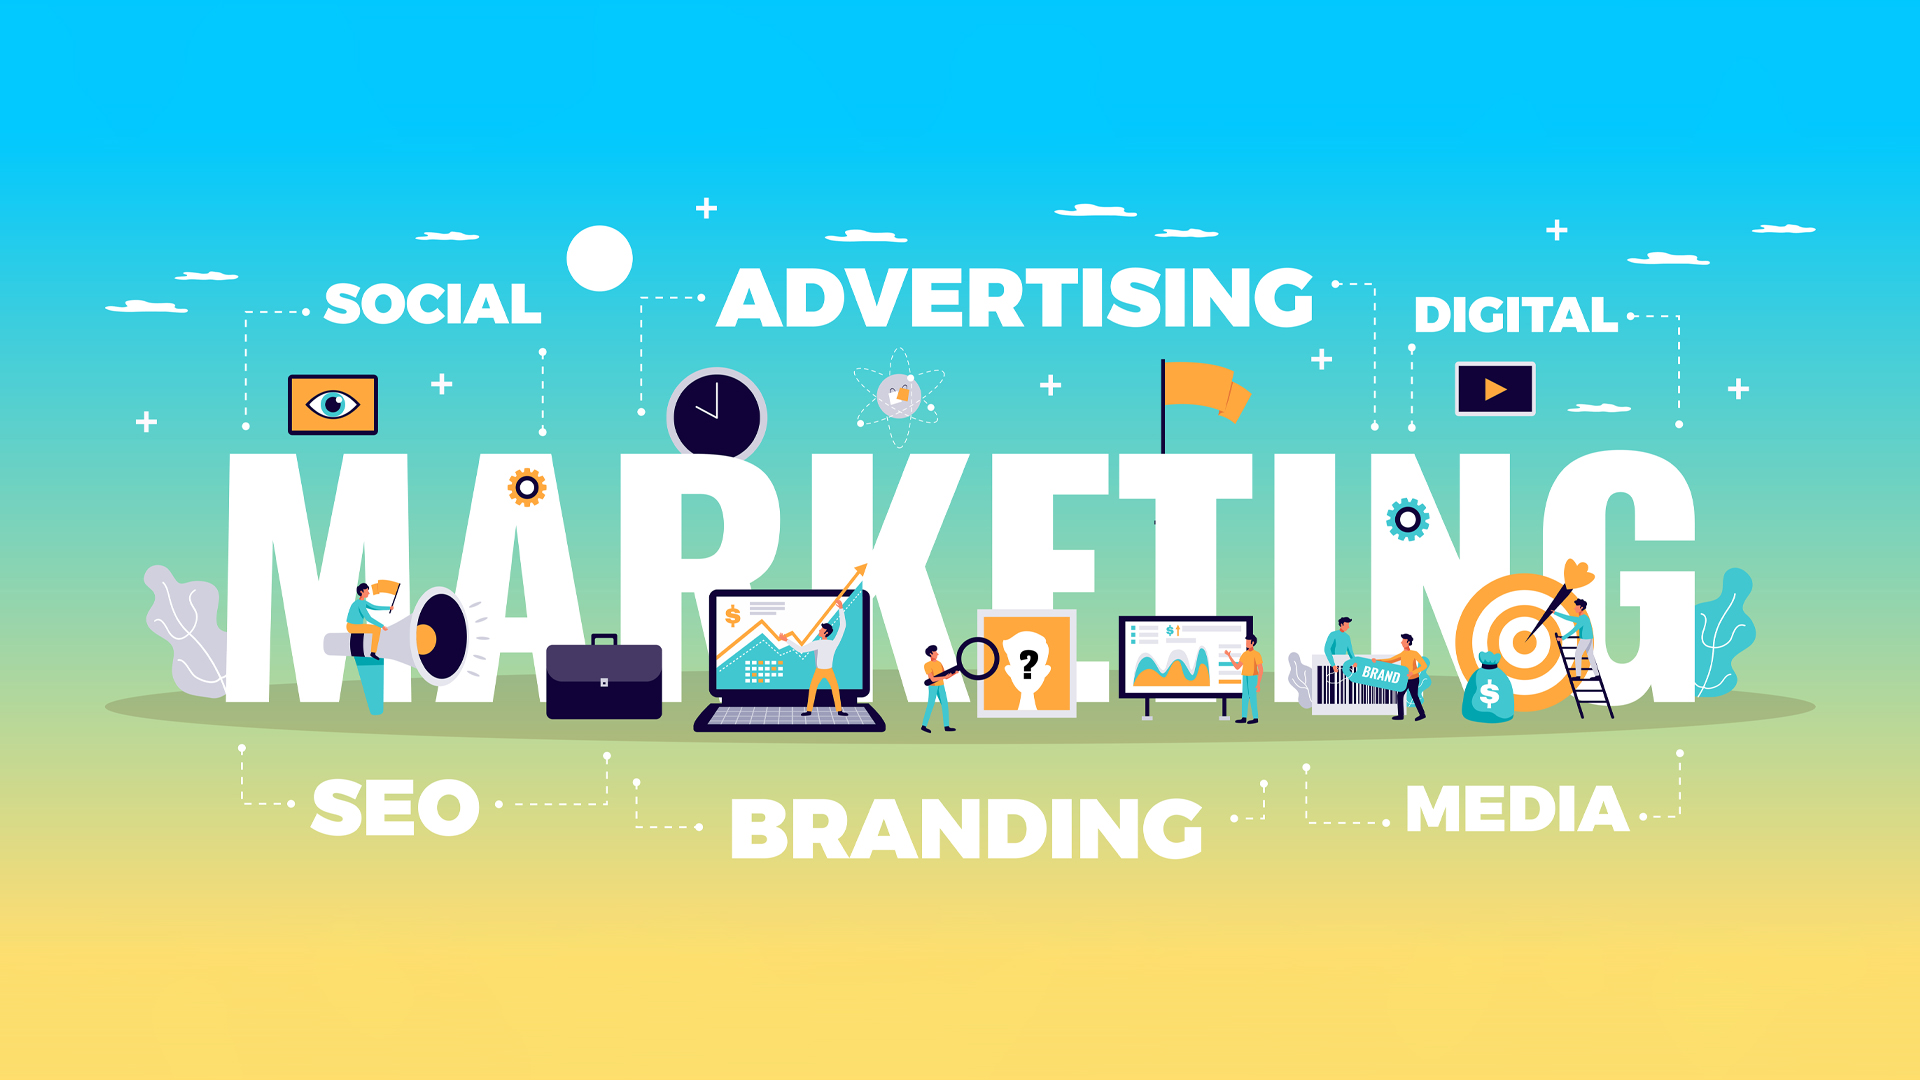 SOCIAL
ADVERTISING
DIGITAL
MARKETING
$
?
$
BRAND
$
SEO
BRANDING
MEDIA